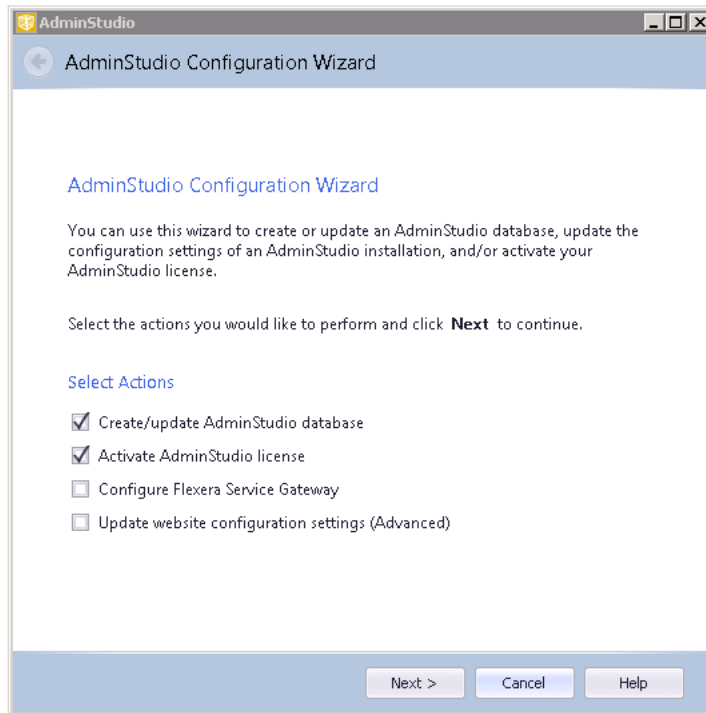 AdminStudio
AdminStudio Configuration Wizard
AdminStudio Configuration Wizard
You can use this wizard to create or update an AdminStudio database, update the
configuration settings of an AdminStudio installation, and/or activate your
AdminStudio license.
Select the actions you would like to perform and click Next to continue.
Select Actions
Create/update AdminStudio database
Activate AdminStudio license
Configure Flexera Service Gateway
Update website configuration settings (Advanced)
Next > Cancel Help